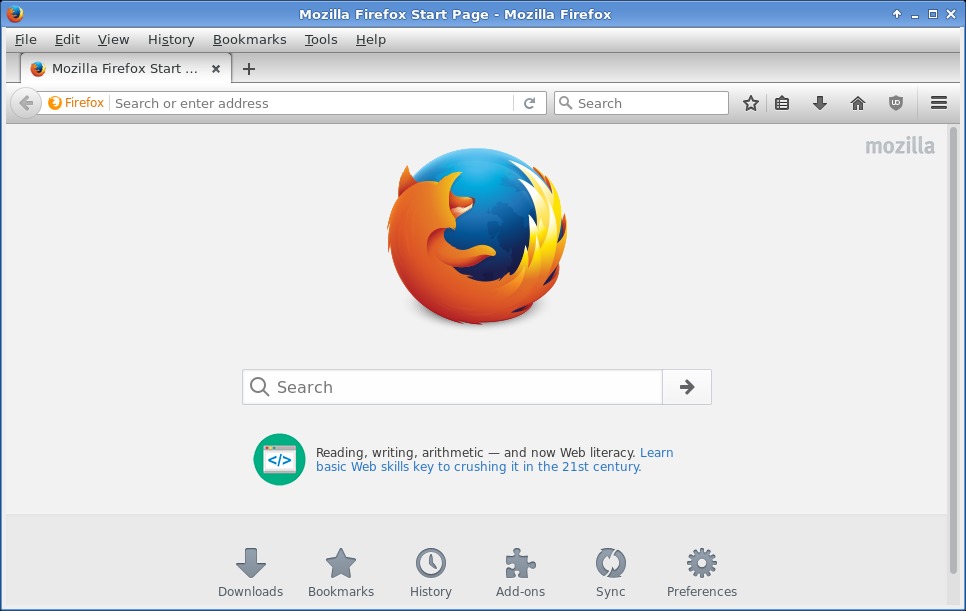 Mozilla Firefox Start Page - Mozilla Firefox
File Edit View History Bookmarks Tools Help
Mozilla Firefox Start ...
Firefox Search or enter address Search
mozilla
Search
Reading, writing, arithmetic — and now Web literacy. Learn
basic Web skills key to crushing it in the 21st century.
Downloads Bookmarks History Add-ons Sync Preferences